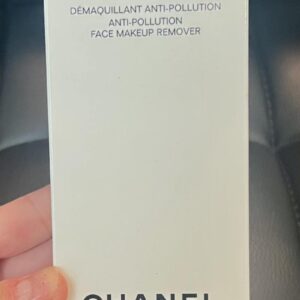 DÉMAQUILLANT ANTI-POLLUTION
ANTI-POLLUTION
FACE MAKEUP REMOVER
CHANEL